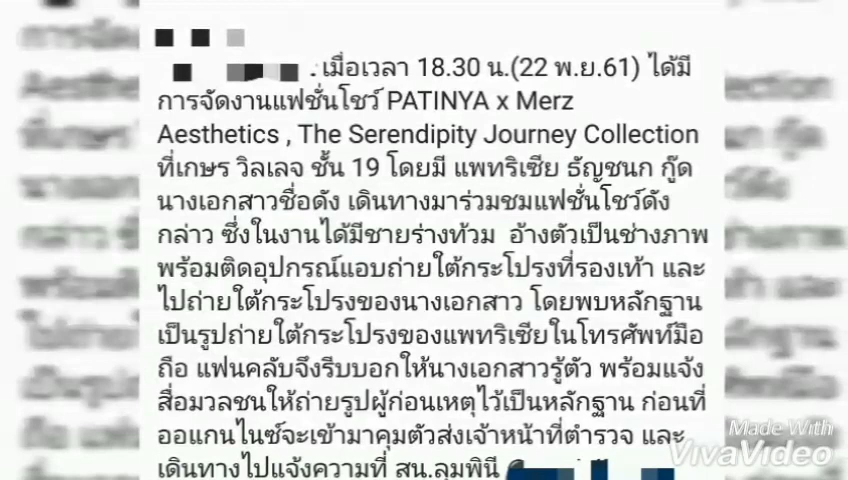 .เมื่อเวลา 18.30 น.(22 พ.ย.61) ได้มี
การจัดงานแฟชั่นโชว์ PATINYA x Merz
Aesthetics , The Serendipity Journey Collection
ที่เกษร วิลเลจ ชั้น 19 โดยมี แพทริเซีย ธัญชนก กู๊ด
นางเอกสาวชื่อดัง เดินทางมาร่วมชมแฟชั่นโชว์ดัง
กล่าว ซึ่งในงานได้มีชายร่างท้วม อ้างตัวเป็นช่างภาพ
พร้อมติดอุปกรณ์แอบถ่ายใต้กระโปรงที่รองเท้า และ
ไปถ่ายใต้กระโปรงของนางเอกสาว โดยพบหลักฐาน
เป็นรูปถ่ายใต้กระโปรงของแพทริเซียในโทรศัพท์มือ
ถือ แฟนคลับจึงรีบบอกให้นางเอกสาวรู้ตัว พร้อมแจ้ง
สื่อมวลชนให้ถ่ายรูปผู้ก่อนเหตุไว้เป็นหลักฐาน ก่อนที่
ออแกนไนซ์จะเข้ามาคุมตัวส่งเจ้าหน้าที่ตำรวจ และ
เดินทางไปแจ้งความที่ สน.ลุมพินี
Made With
VivaVideo